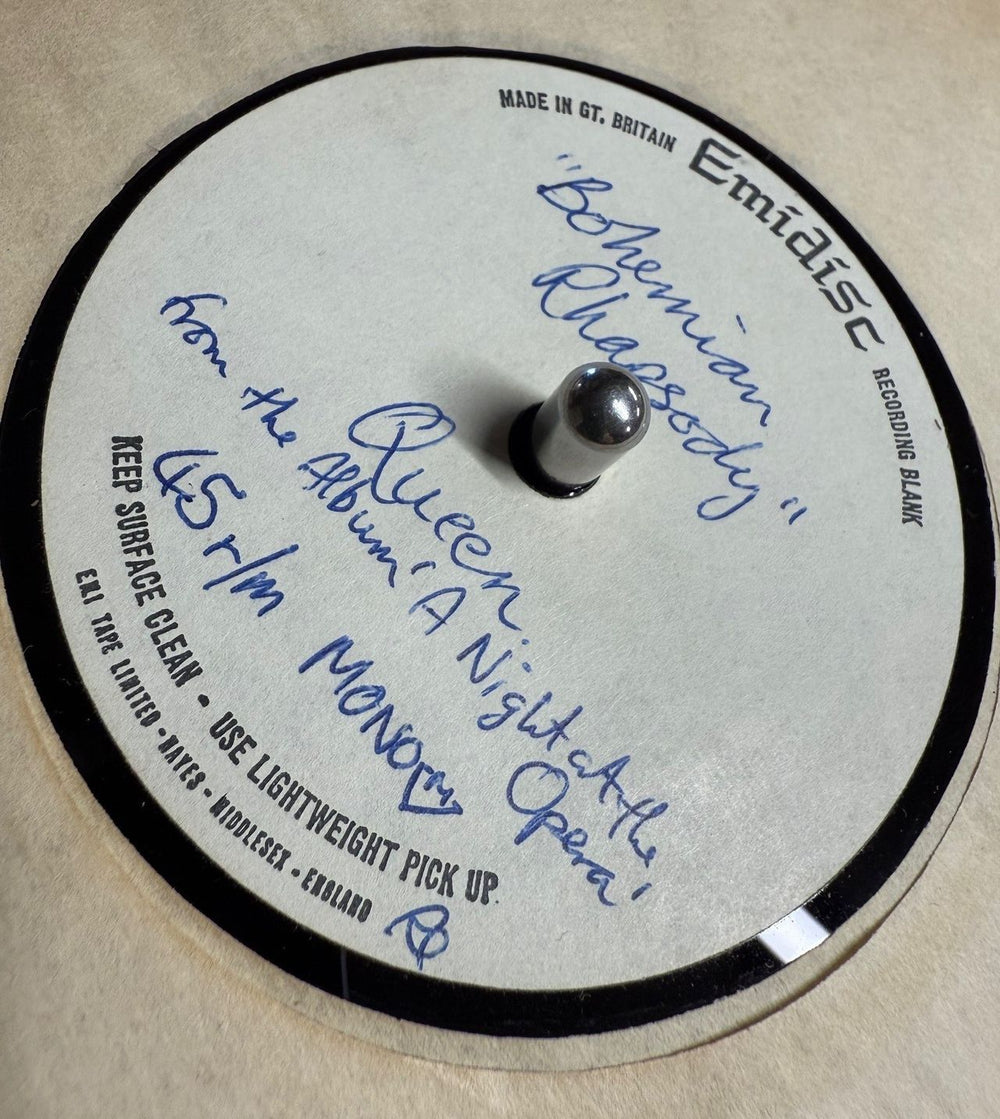 MADE IN GT. BRITAIN
Emidisc
RECORDING BLANK
"Bohemian
Rhapsody"
Queen.
from the Album 'A Night at the
Opera'
45 r/m MONO
KEEP SURFACE CLEAN - USE LIGHTWEIGHT PICK UP.
EMI TAPE LIMITED - HAYES - MIDDLESEX - ENGLAND